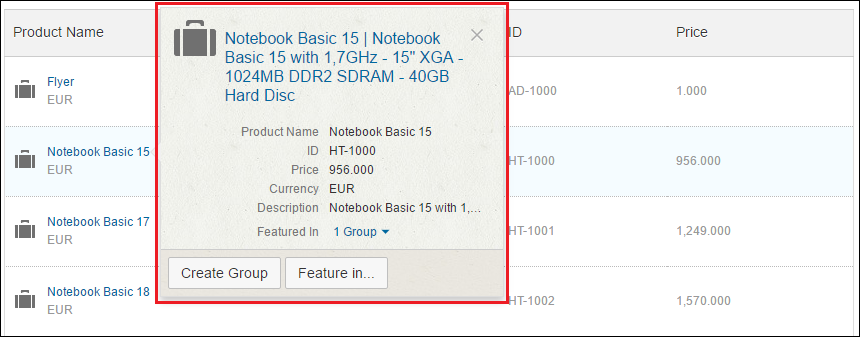 Product Name
ID
Price
Notebook Basic 15 | Notebook
Basic 15 with 1,7GHz - 15" XGA -
1024MB DDR2 SDRAM - 40GB
Hard Disc
Product Name Notebook Basic 15
ID HT-1000
Price 956.000
Currency EUR
Description Notebook Basic 15 with 1,...
Featured In 1 Group
Create Group
Feature in...
Flyer
EUR
AD-1000
1.000
Notebook Basic 15
EUR
HT-1000
956.000
Notebook Basic 17
EUR
HT-1001
1,249.000
Notebook Basic 18
EUR
HT-1002
1,570.000